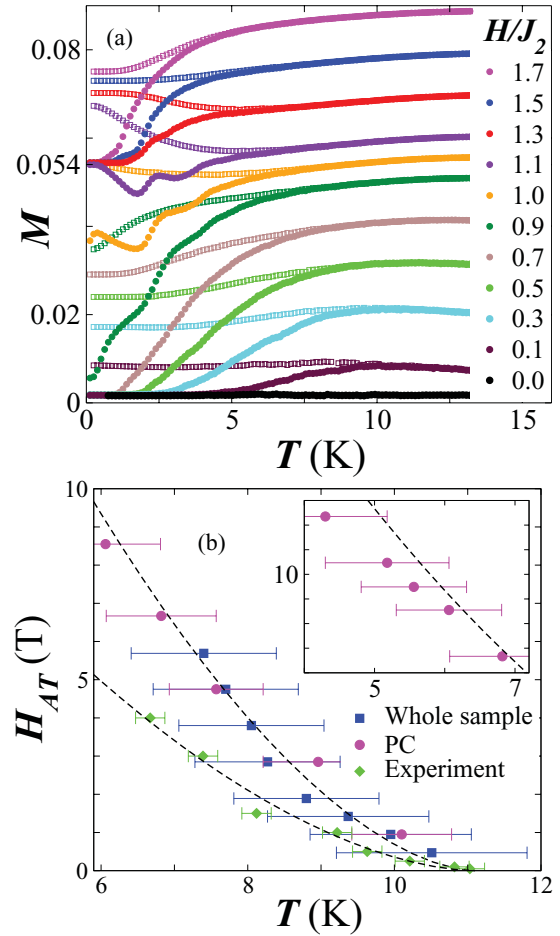 (a)
H/J2
0.08
1.7
1.5
1.3
0.054
1.1
M
1.0
0.9
0.7
0.02
0.5
0.3
0.1
0
0.0
0 5 10 15
T (K)
10
(b)
10
5 7
5
HAT (T)
Whole sample
PC
Experiment
0
6 8 10 12
T (K)